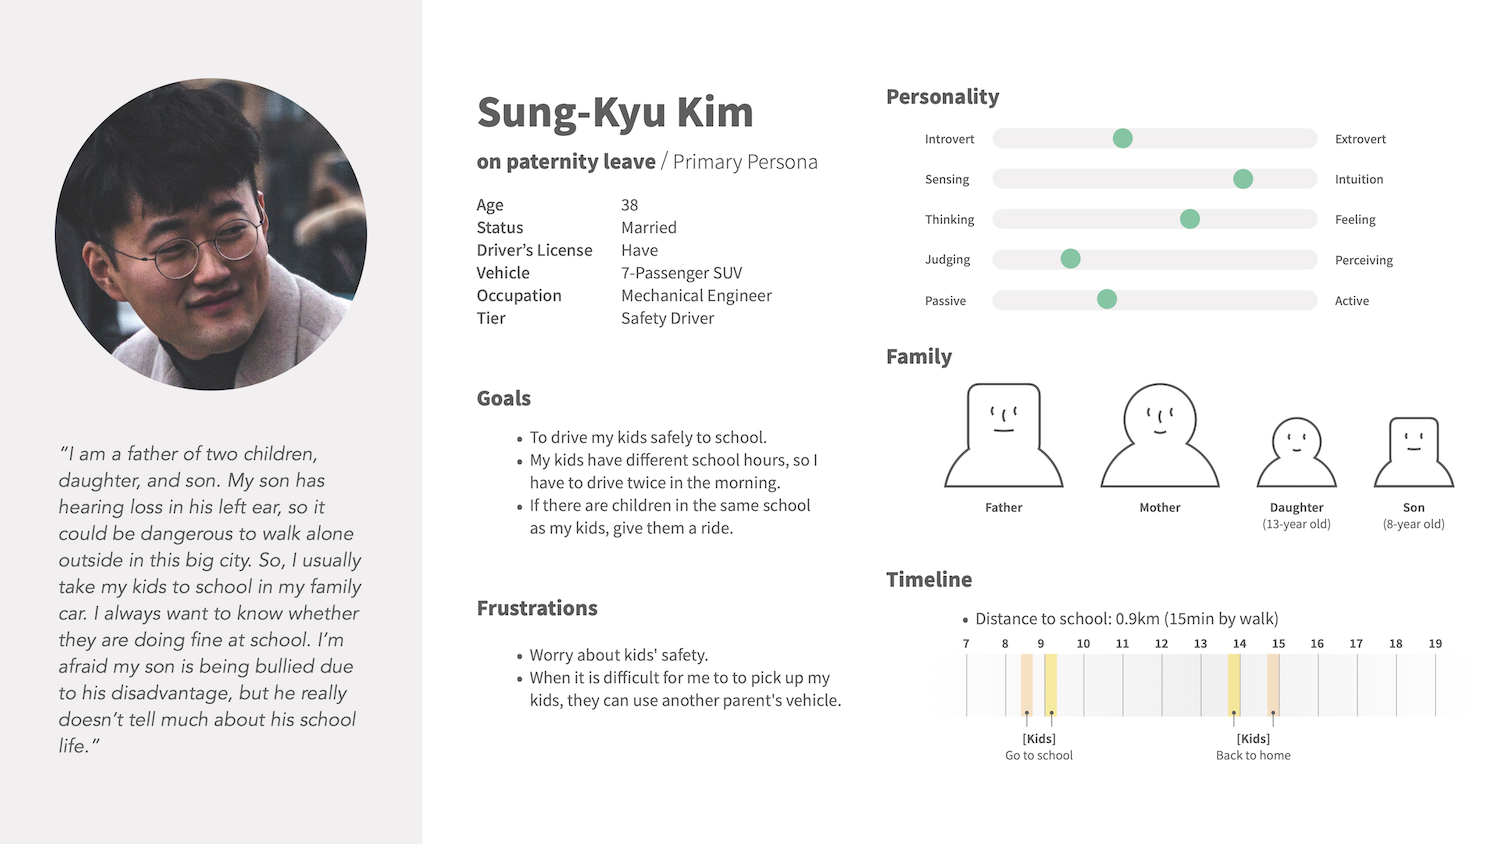 “I am a father of two children,
daughter, and son. My son has
hearing loss in his left ear, so it
could be dangerous to walk alone
outside in this big city. So, I usually
take my kids to school in my family
car. I always want to know whether
they are doing fine at school. I’m
afraid my son is being bullied due
to his disadvantage, but he really
doesn’t tell much about his school
life.”
Sung-Kyu Kim
on paternity leave / Primary Persona
Age 38
Status Married
Driver’s License Have
Vehicle 7-Passenger SUV
Occupation Mechanical Engineer
Tier Safety Driver
Goals
• To drive my kids safely to school.
• My kids have different school hours, so I
have to drive twice in the morning.
• If there are children in the same school
as my kids, give them a ride.
Frustrations
• Worry about kids' safety.
• When it is difficult for me to to pick up my
kids, they can use another parent's vehicle.
Personality
Introvert Extrovert
Sensing Intuition
Thinking Feeling
Judging Perceiving
Passive Active
Family
Father Mother Daughter Son
(13-year old) (8-year old)
Timeline
• Distance to school: 0.9km (15min by walk)
7 8 9 10 11 12 13 14 15 16 17 18 19
[Kids] [Kids]
Go to school Back to home